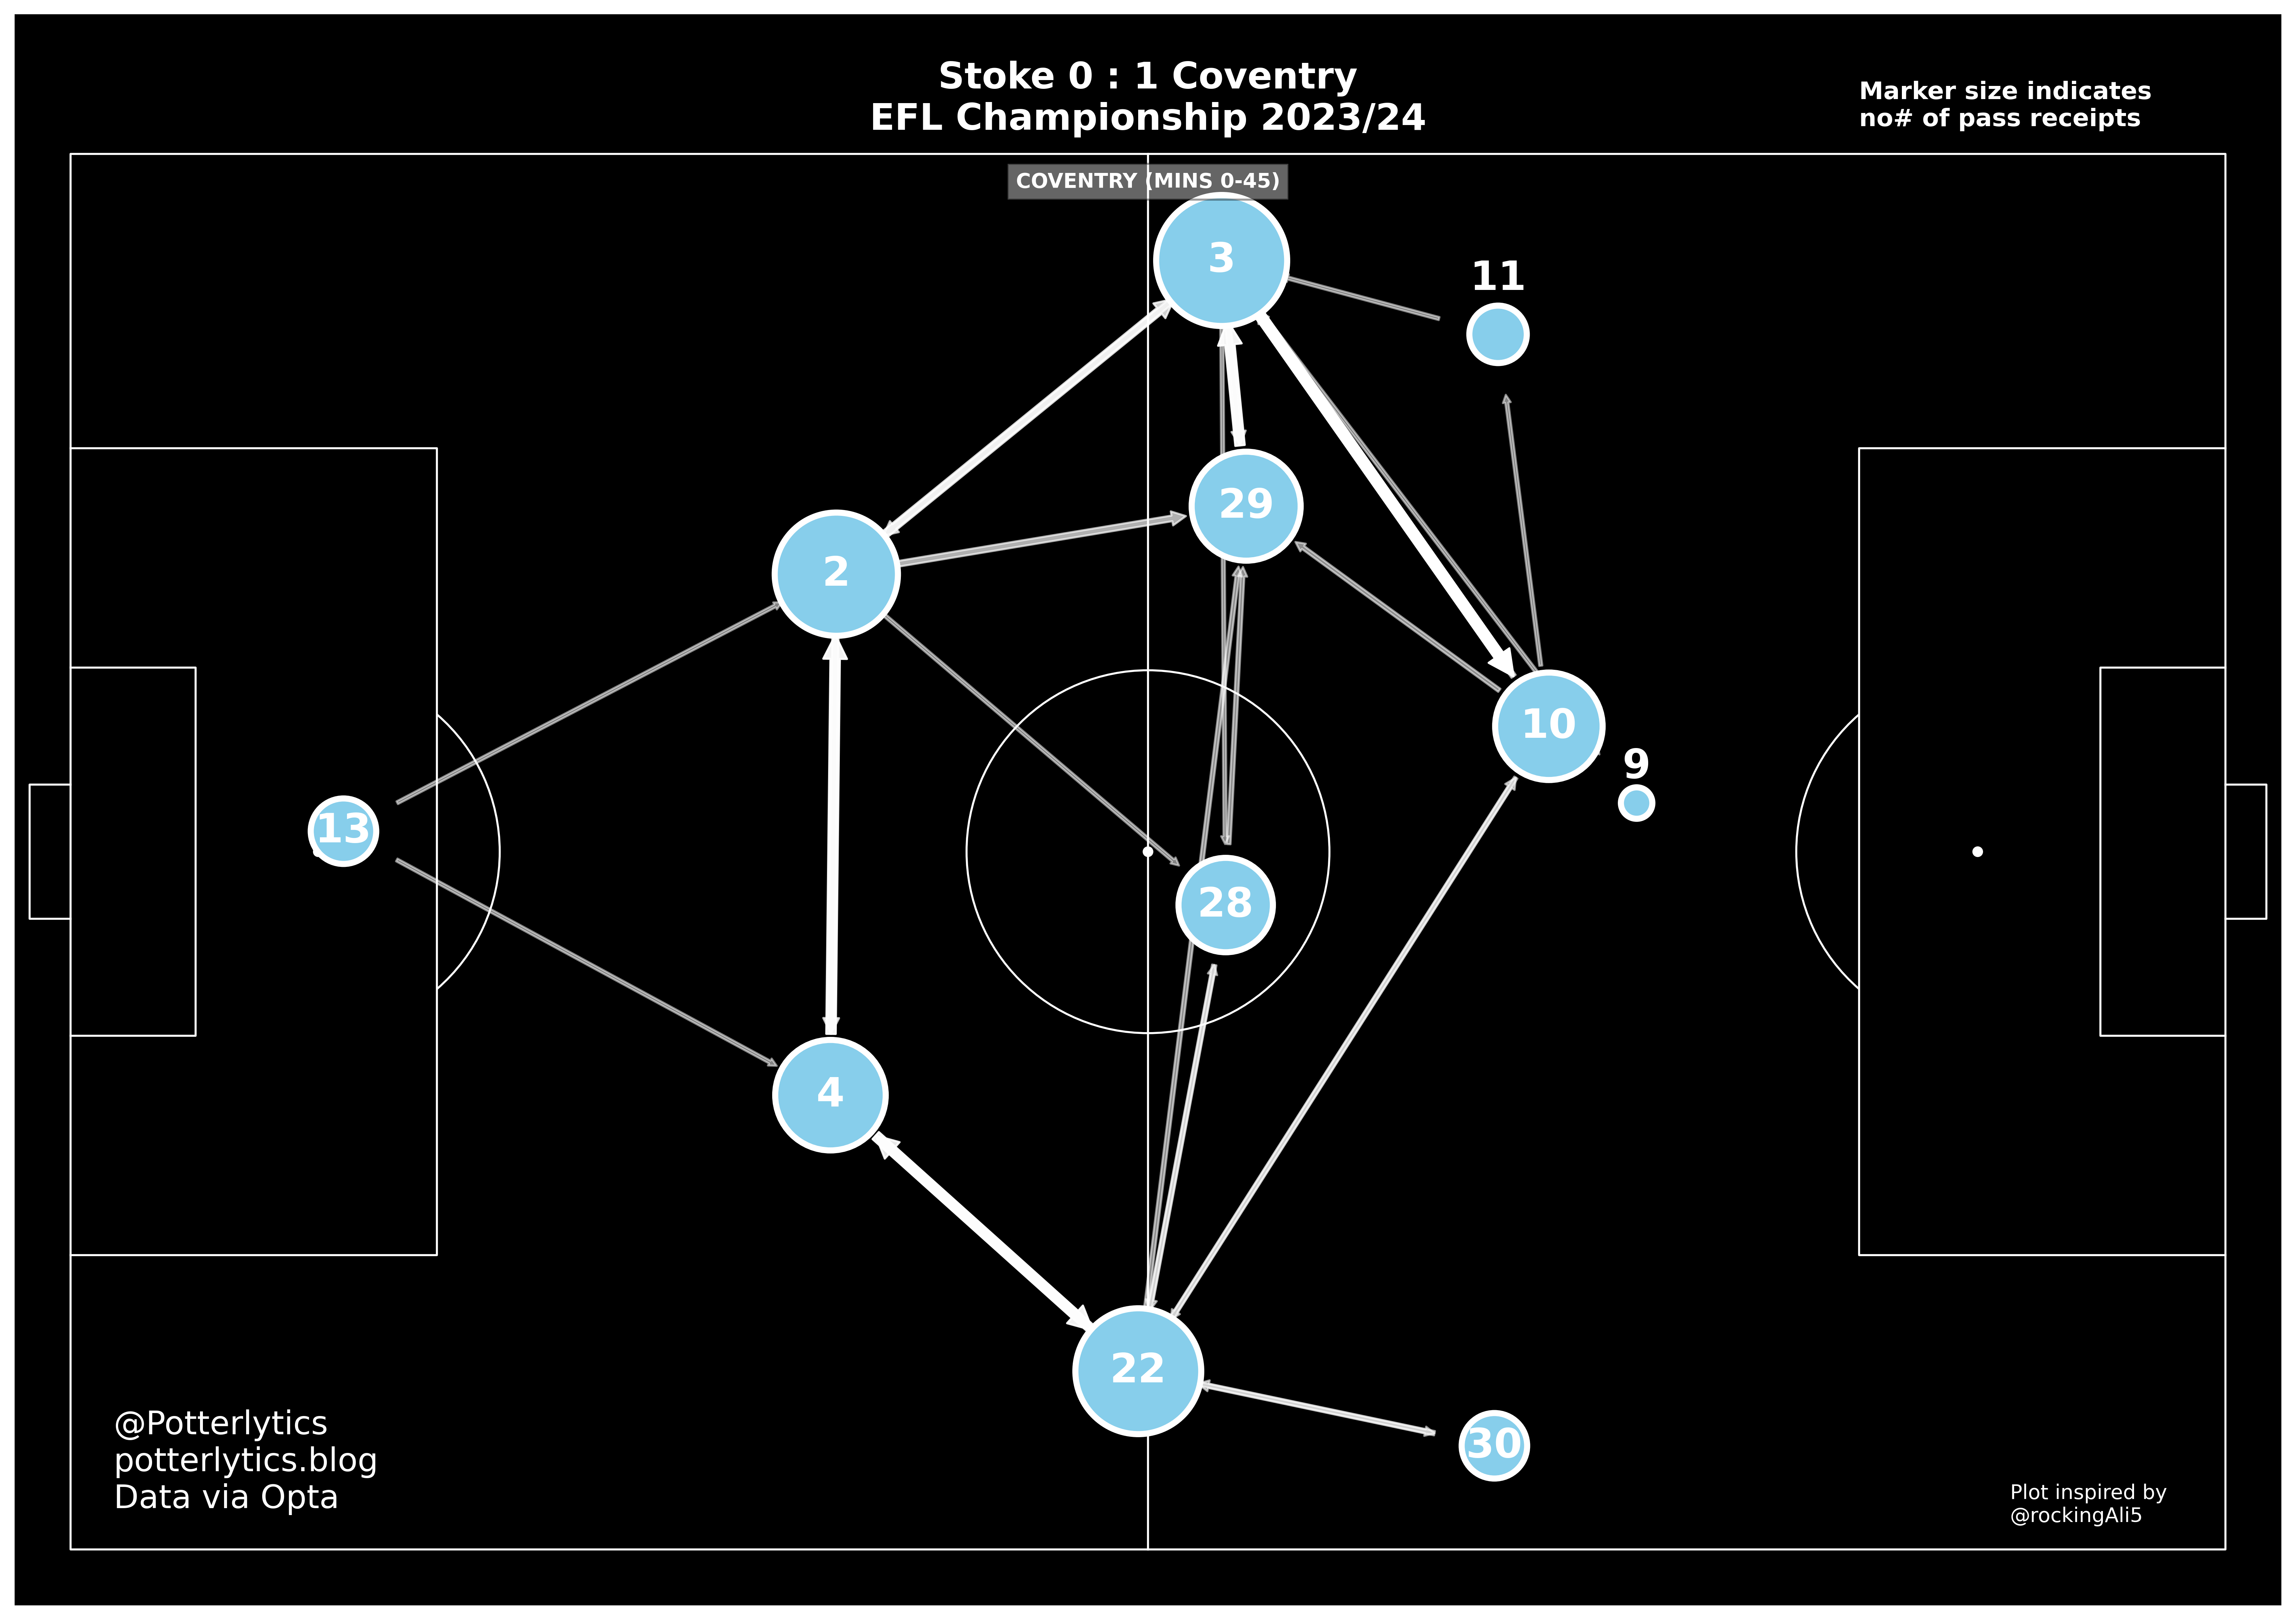 Stoke 0 : 1 Coventry
EFL Championship 2023/24
Marker size indicates
no# of pass receipts
COVENTRY (MINS 0-45)
3
11
29
2
10
9
13
28
4
22
30
@Potterlytics
potterlytics.blog
Data via Opta
Plot inspired by
@rockingAli5